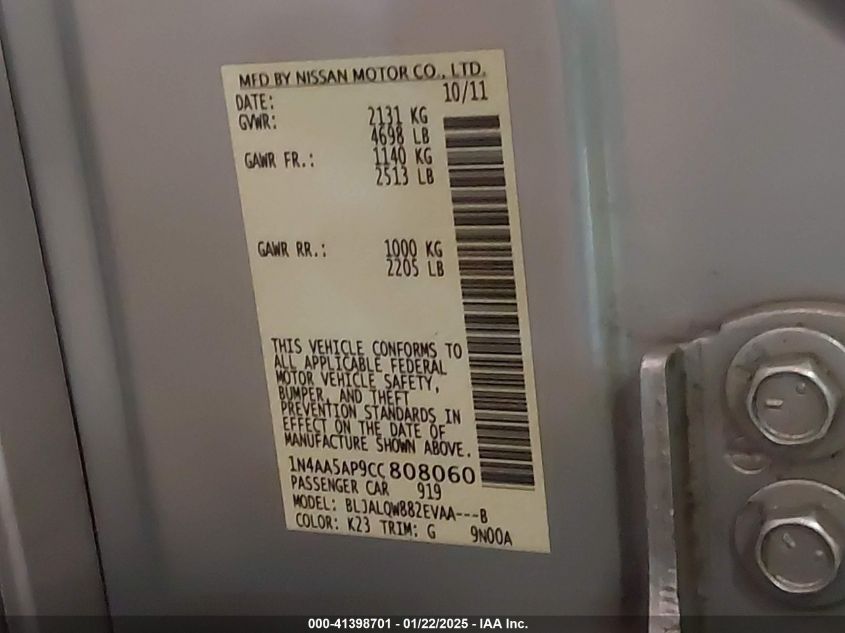 MFD BY NISSAN MOTOR CO., LTD.
DATE: 10/11
GVWR: 2131 KG
4698 LB
GAWR FR.: 1140 KG
2513 LB
GAWR RR.: 1000 KG
2205 LB
THIS VEHICLE CONFORMS TO
ALL APPLICABLE FEDERAL
MOTOR VEHICLE SAFETY,
BUMPER, AND THEFT
PREVENTION STANDARDS IN
EFFECT ON THE DATE OF
MANUFACTURE SHOWN ABOVE.
1N4AA5AP9CC808060
PASSENGER CAR 919
MODEL: BLJALQW882EVAA---B
COLOR: K23 TRIM: G 9N00A
000-41398701 - 01/22/2025 - IAA Inc.